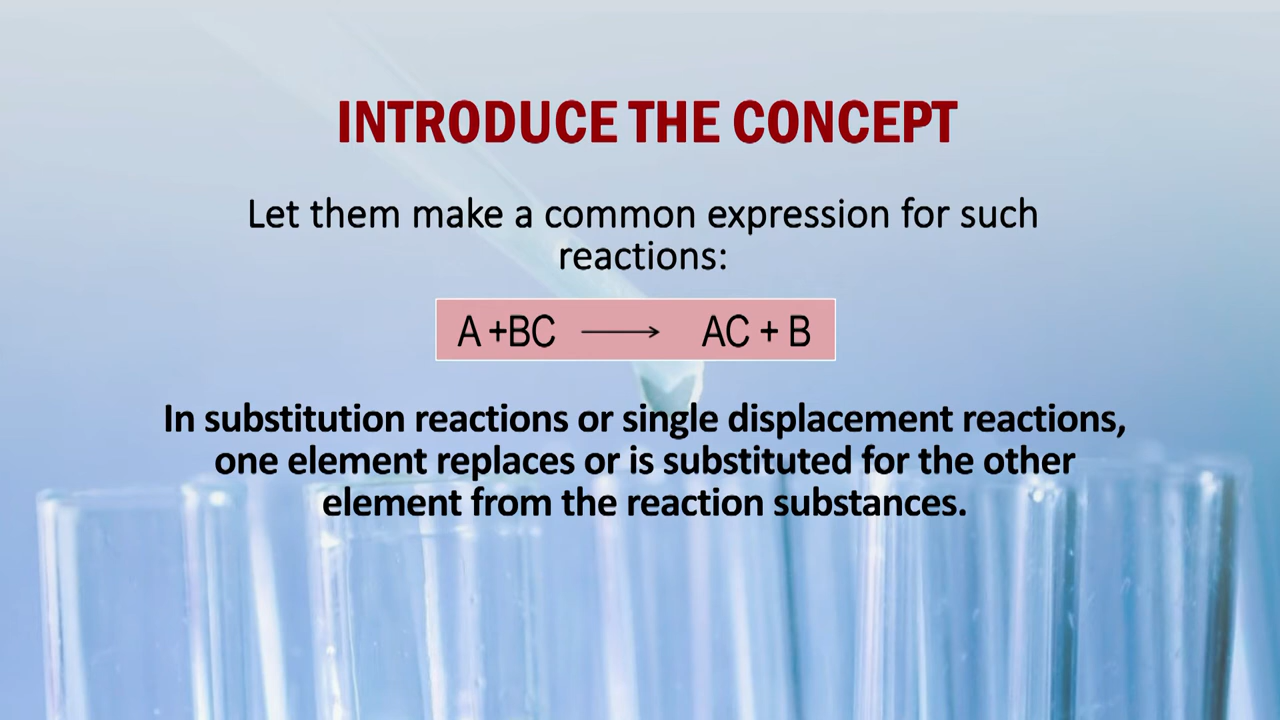 INTRODUCE THE CONCEPT
Let them make a common expression for such
reactions:
A +BC ⟶ AC + B
In substitution reactions or single displacement reactions,
one element replaces or is substituted for the other
element from the reaction substances.